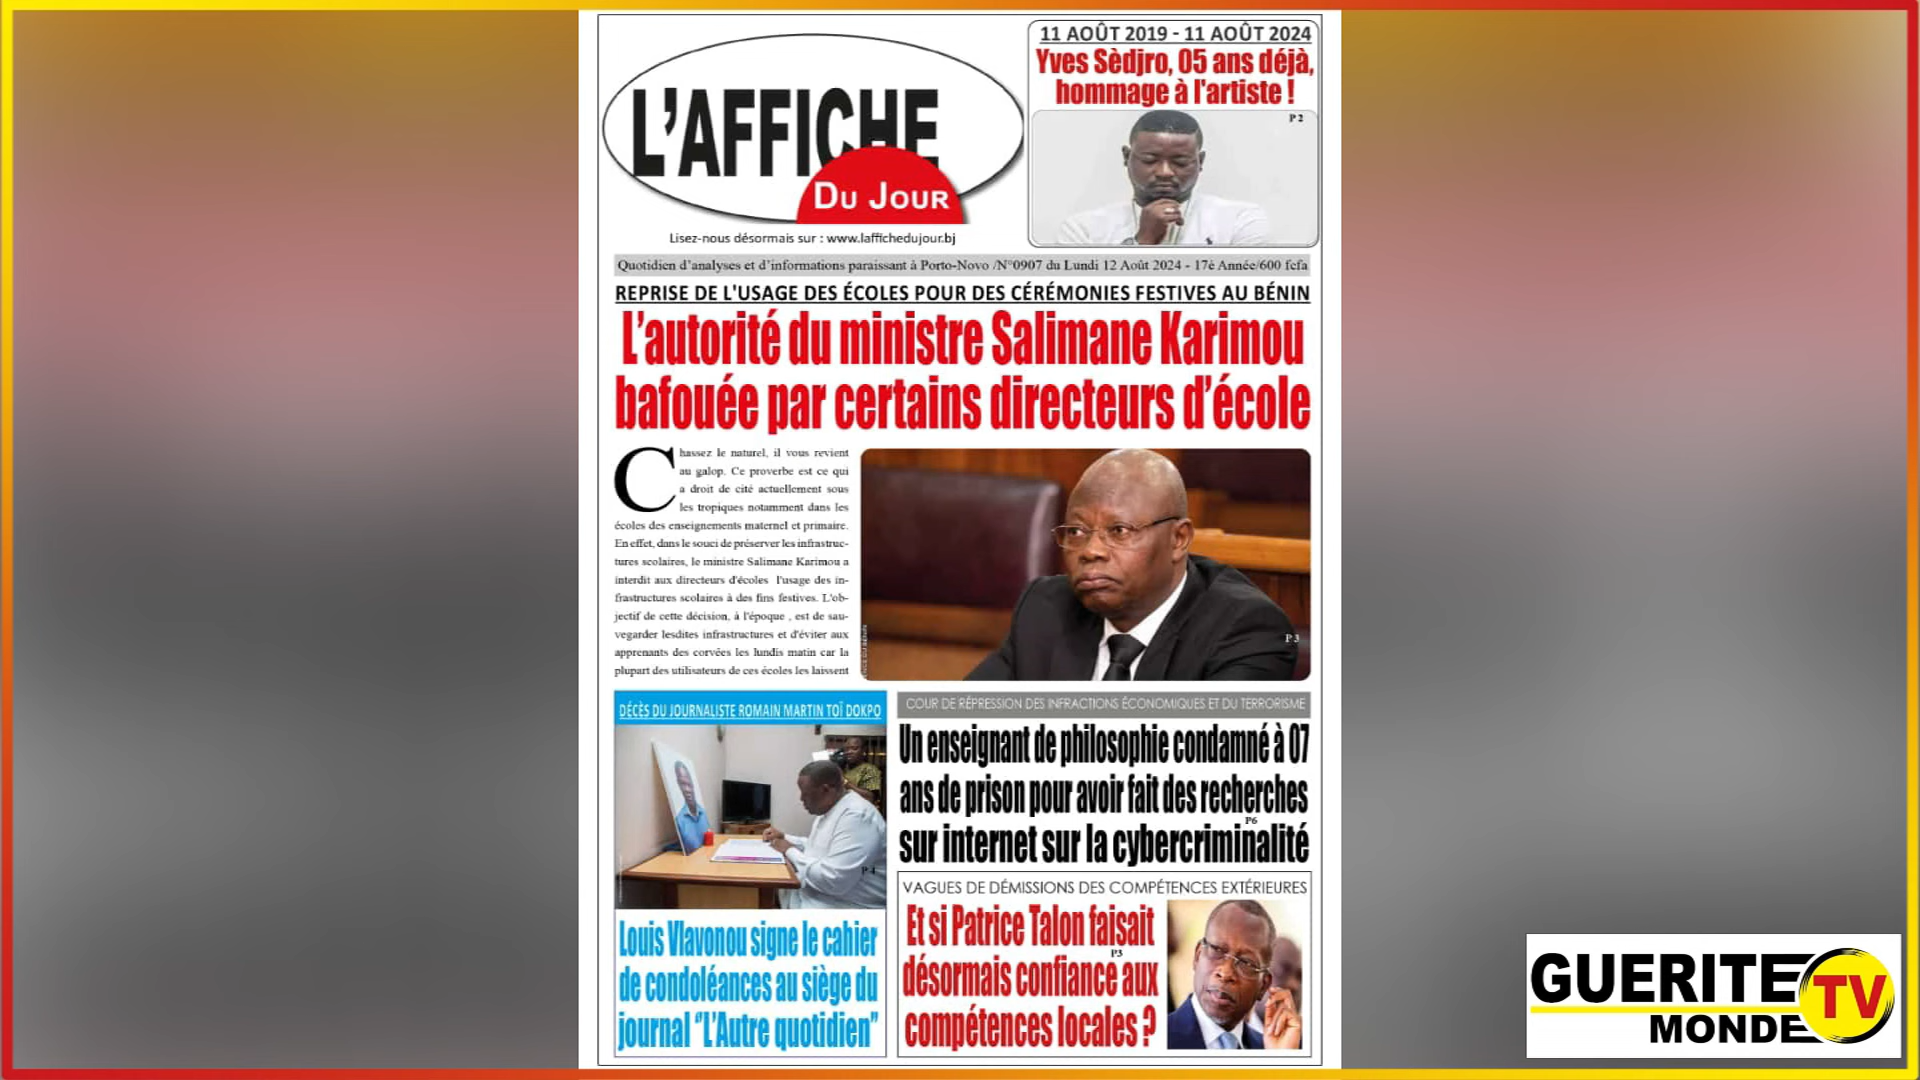 L'AFFICHE
DU JOUR
Lisez-nous désormais sur : www.laffichedujour.bj
11 AOÛT 2019 - 11 AOÛT 2024
Yves Sèdjro, 05 ans déjà,
hommage à l'artiste !
P 2
Quotidien d'analyses et d'informations paraissant à Porto-Novo /N°0907 du Lundi 12 Août 2024 - 17è Année/600 fcfa
REPRISE DE L'USAGE DES ÉCOLES POUR DES CÉRÉMONIES FESTIVES AU BÉNIN
L'autorité du ministre Salimane Karimou
bafouée par certains directeurs d'école
Chassez le naturel, il vous revient
au galop. Ce proverbe est ce qui
a droit de cité actuellement sous
les tropiques notamment dans les
écoles des enseignements maternel et primaire.
En effet, dans le souci de préserver les infrastruc-
tures scolaires, le ministre Salimane Karimou a
interdit aux directeurs d'écoles l'usage des in-
frastructures scolaires à des fins festives. L'ob-
jectif de cette décision, à l'époque , est de sau-
vegarder lesdites infrastructures et d'éviter aux
apprenants des corvées les lundis matin car la
plupart des utilisateurs de ces écoles les laissent
P 3
DÉCÈS DU JOURNALISTE ROMAIN MARTIN TOÏ DOKPO
P 4
Louis Vlavonou signe le cahier
de condoléances au siège du
journal "L'Autre quotidien"
COUR DE RÉPRESSION DES INFRACTIONS ÉCONOMIQUES ET DU TERRORISME
Un enseignant de philosophie condamné à 07
ans de prison pour avoir fait des recherches
P6
sur internet sur la cybercriminalité
VAGUES DE DÉMISSIONS DES COMPÉTENCES EXTÉRIEURES
Et si Patrice Talon faisait
P3
désormais confiance aux
compétences locales ?
GUERITE
TV
MONDE